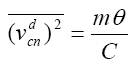 $\overline{(v_{cn}^{d})^{2}} = \frac{m\theta}{C}$